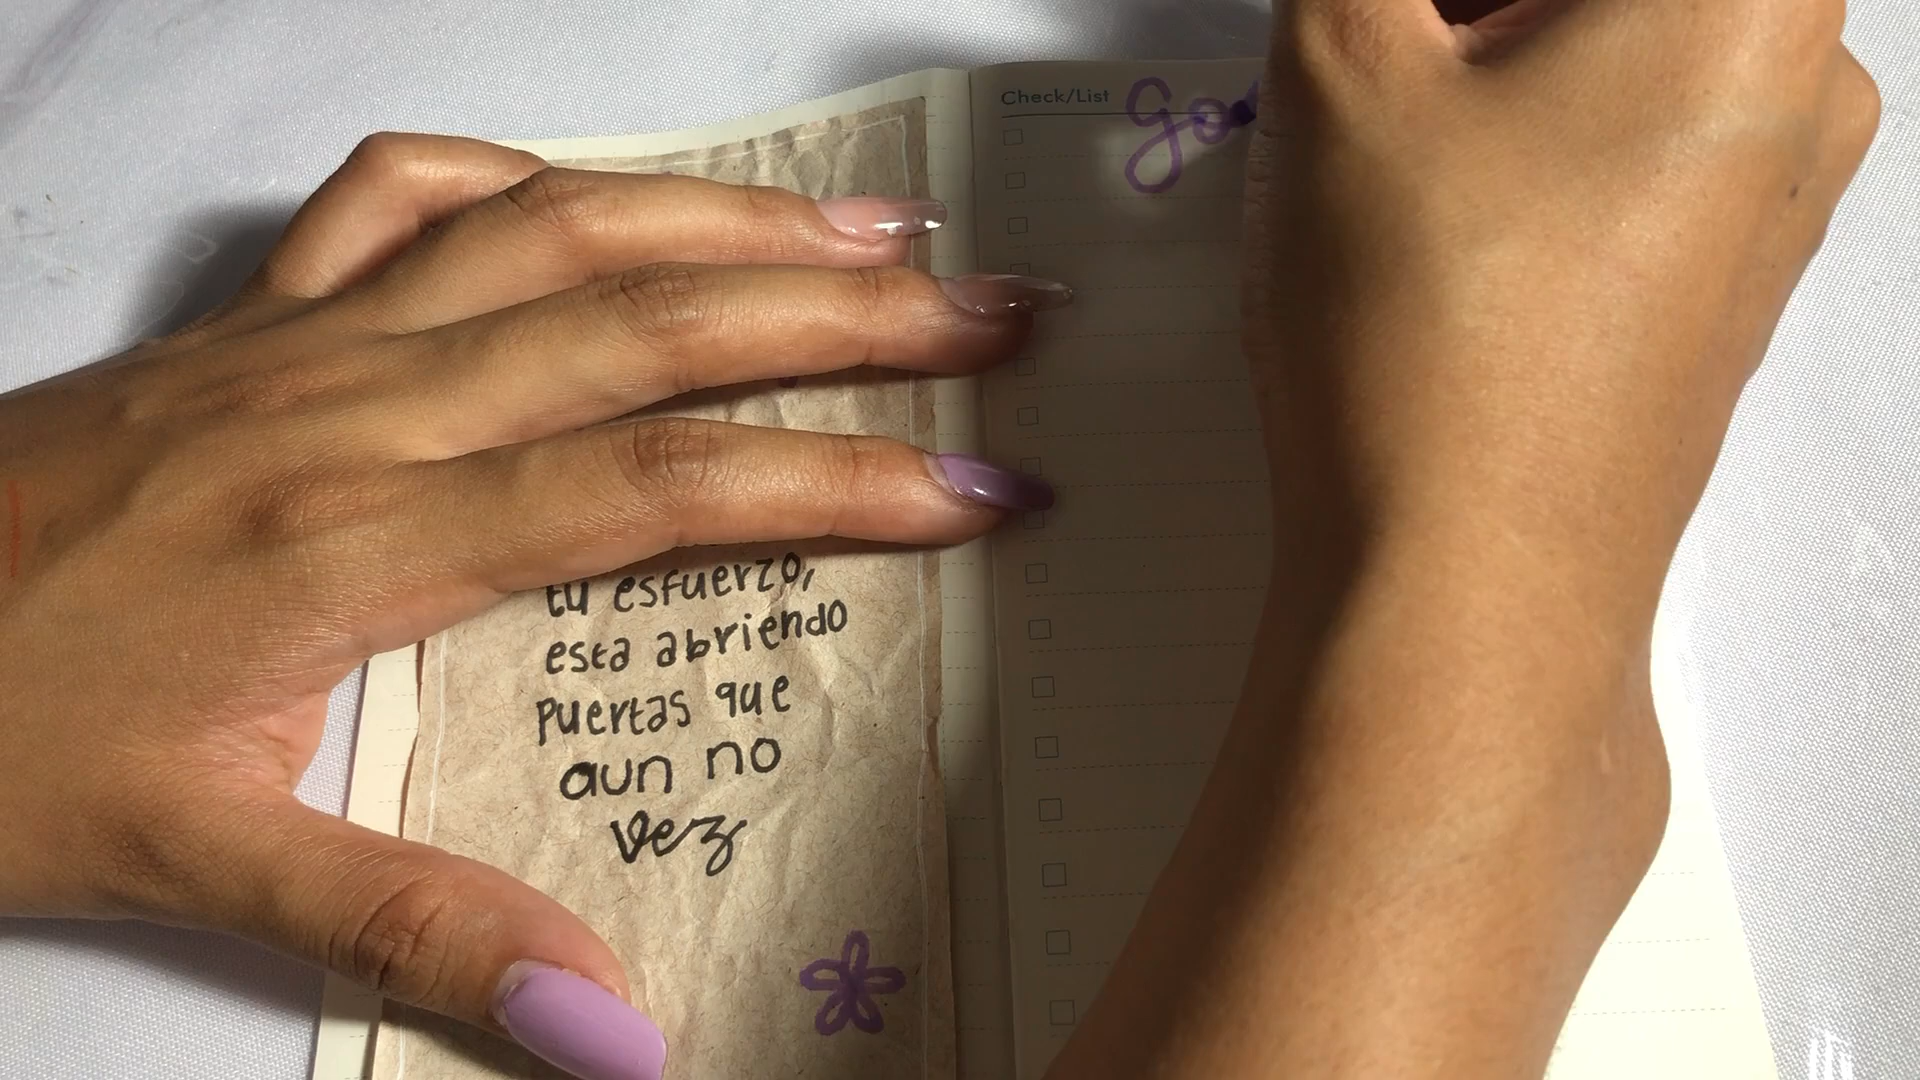 tu esfuerzo,
esta abriendo
puertas que
aun no
vez
Check/List